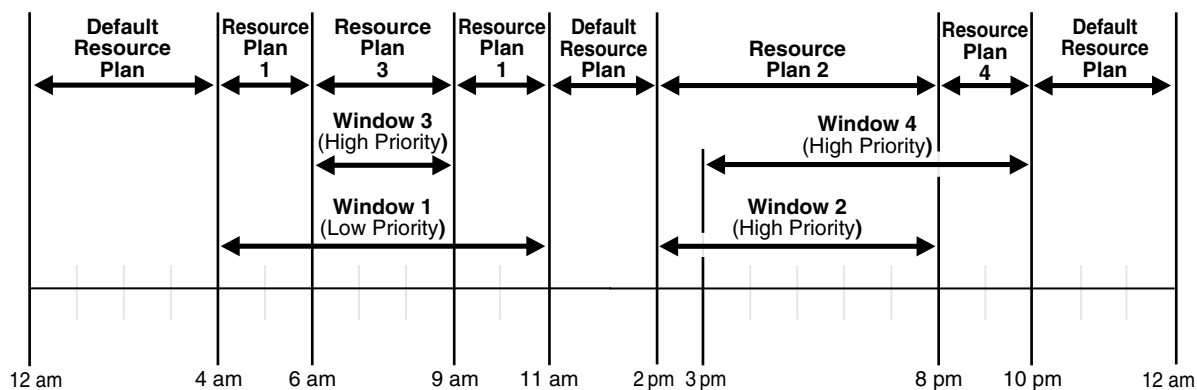 Default
Resource
Plan
Resource
Plan
1
Resource
Plan
3
Resource
Plan
1
Default
Resource
Plan
Resource
Plan 2
Resource
Plan
4
Default
Resource
Plan
Window 3
(High Priority)
Window 4
(High Priority)
Window 1
(Low Priority)
Window 2
(High Priority)
12 am
4 am
6 am
9 am
11 am
2 pm
3 pm
8 pm
10 pm
12 am